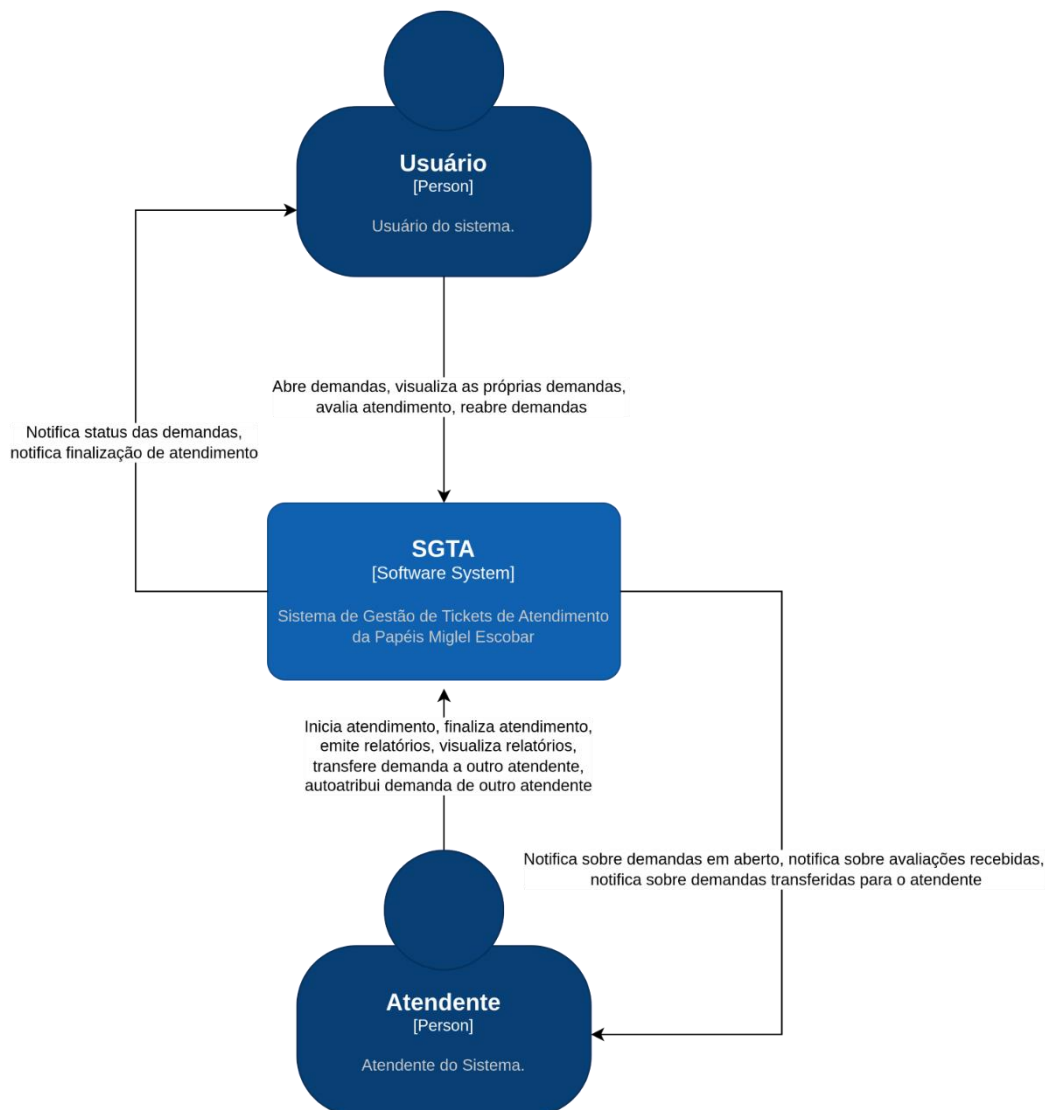 Usuário
[Person]
Usuário do sistema.
Abre demandas, visualiza as próprias demandas,
avalia atendimento, reabre demandas
Notifica status das demandas,
notifica finalização de atendimento
SGTA
[Software System]
Sistema de Gestão de Tickets de Atendimento
da Papéis Miglel Escobar
Inicia atendimento, finaliza atendimento,
emite relatórios, visualiza relatórios,
transfere demanda a outro atendente,
autoatribui demanda de outro atendente
Notifica sobre demandas em aberto, notifica sobre avaliações recebidas,
notifica sobre demandas transferidas para o atendente
Atendente
[Person]
Atendente do Sistema.